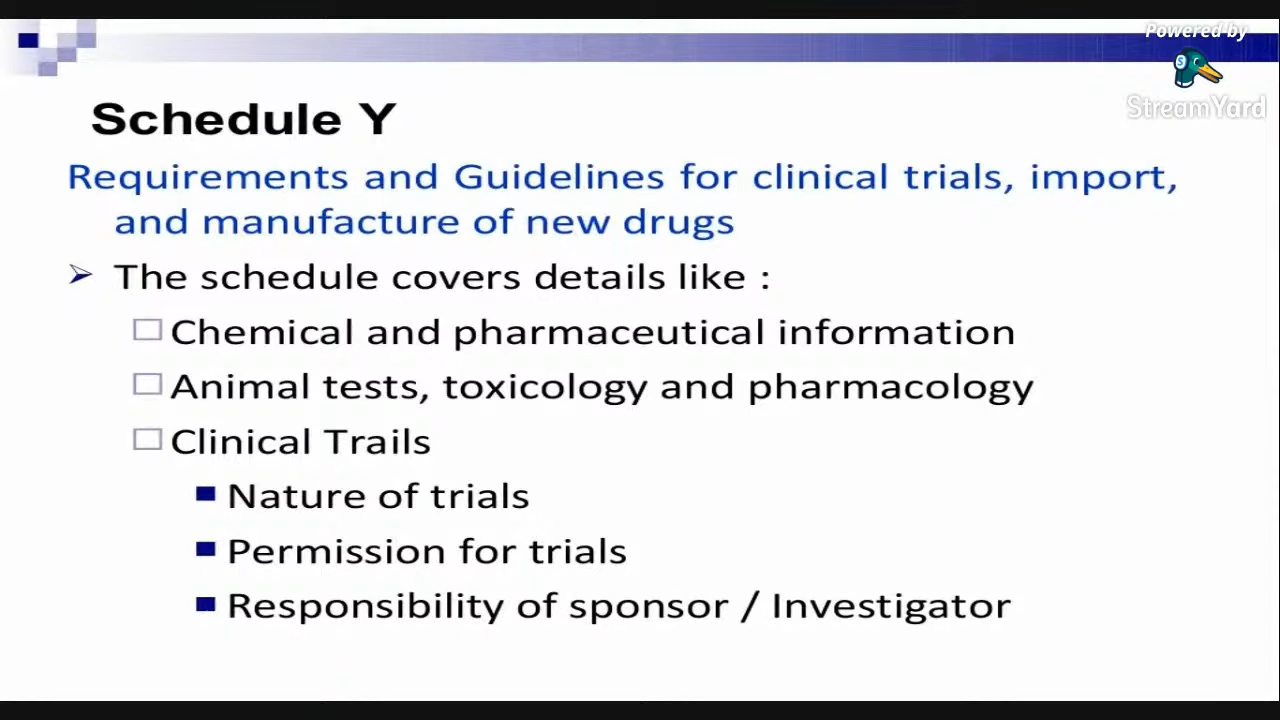 Powered by
StreamYard
Schedule Y
Requirements and Guidelines for clinical trials, import,
and manufacture of new drugs
The schedule covers details like :
Chemical and pharmaceutical information
Animal tests, toxicology and pharmacology
Clinical Trails
Nature of trials
Permission for trials
Responsibility of sponsor / Investigator